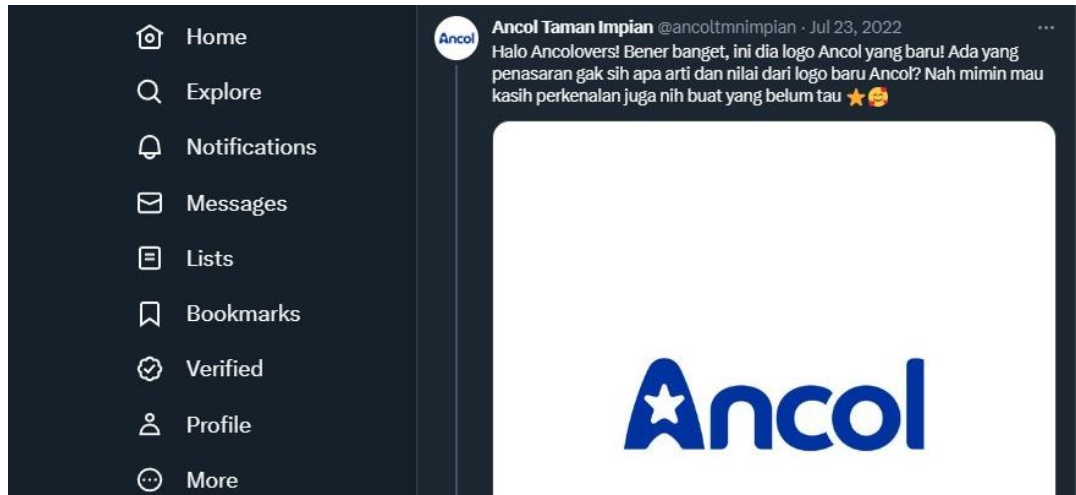 Home
Explore
Notifications
Messages
Lists
Bookmarks
Verified
Profile
More
Ancol
Ancol Taman Impian @ancoltmnimpian · Jul 23, 2022
Halo Ancolovers! Bener banget, ini dia logo Ancol yang baru! Ada yang
penasaran gak sih apa arti dan nilai dari logo baru Ancol? Nah mimin mau
kasih perkenalan juga nih buat yang belum tau ⭐🥰
Ancol